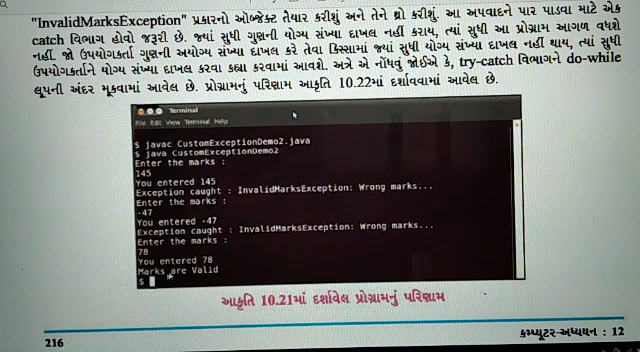 "InvalidMarksException" પ્રકારનો ઓબ્જેક્ટ તૈયાર કરીશું અને તેને થ્રો કરીશું. આ અપવાદને પાર પાડવા માટે એક
catch વિભાગ હોવો જરૂરી છે. જ્યાં સુધી ગુણની યોગ્ય સંખ્યા દાખલ નહીં કરાય, ત્યાં સુધી આ પ્રોગ્રામ આગળ વધશે
નહીં. જો ઉપયોગકર્તા ગુણની અયોગ્ય સંખ્યા દાખલ કરે તેવા કિસ્સામાં જ્યાં સુધી યોગ્ય સંખ્યા દાખલ નહીં થાય, ત્યાં સુધી
ઉપયોગકર્તાને યોગ્ય સંખ્યા દાખલ કરવા કહ્યા કરવામાં આવશે. અત્રે એ નોંધવું જોઈએ કે, try-catch વિભાગને do-while
લૂપની અંદર મૂકવામાં આવેલ છે. પ્રોગ્રામનું પરિણામ આકૃતિ 10.22માં દર્શાવવામાં આવેલ છે.
Terminal
File Edit View Terminal Help
$ javac CustomExceptionDemo2.java
$ java CustomExceptionDemo2
Enter the marks :
145
You entered 145
Exception caught : InvalidMarksException: Wrong marks...
Enter the marks :
-47
You entered -47
Exception caught : InvalidMarksException: Wrong marks...
Enter the marks :
78
You entered 78
Marks are Valid
$
આકૃતિ 10.21માં દર્શાવેલ પ્રોગ્રામનું પરિણામ
216
કમ્પ્યૂટર-અધ્યયન : 12